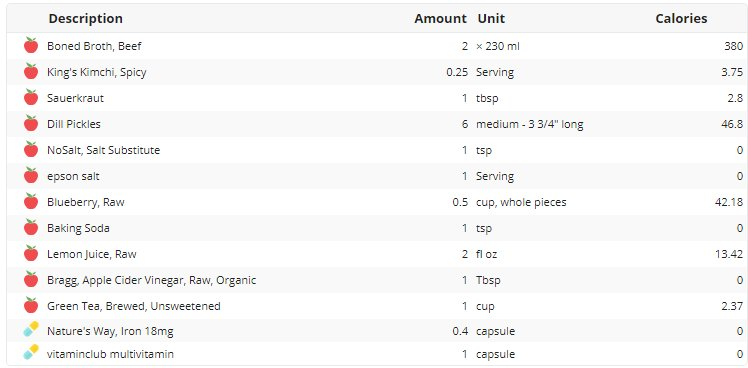 Description Amount Unit Calories
Boned Broth, Beef 2 × 230 ml 380
King's Kimchi, Spicy 0.25 Serving 3.75
Sauerkraut 1 tbsp 2.8
Dill Pickles 6 medium - 3 3/4" long 46.8
NoSalt, Salt Substitute 1 tsp 0
epson salt 1 Serving 0
Blueberry, Raw 0.5 cup, whole pieces 42.18
Baking Soda 1 tsp 0
Lemon Juice, Raw 2 fl oz 13.42
Bragg, Apple Cider Vinegar, Raw, Organic 1 Tbsp 0
Green Tea, Brewed, Unsweetened 1 cup 2.37
Nature's Way, Iron 18mg 0.4 capsule 0
vitaminclub multivitamin 1 capsule 0